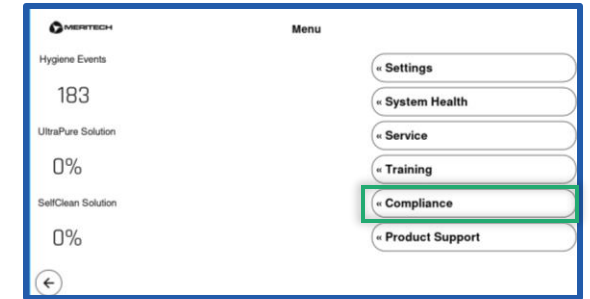 MERITECH
Menu
Hygiene Events
183
UltraPure Solution
0%
SelfClean Solution
0%
« Settings
« System Health
« Service
« Training
« Compliance
« Product Support